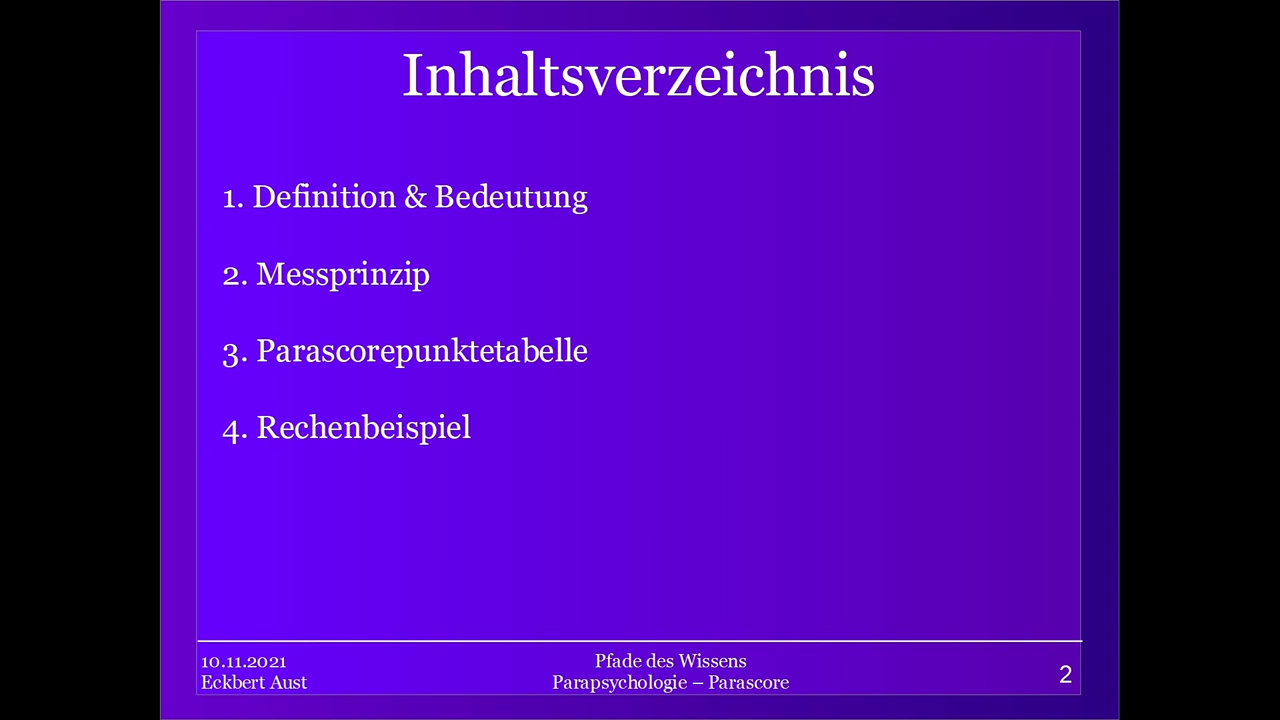 Inhaltsverzeichnis
1. Definition & Bedeutung
2. Messprinzip
3. Parascorepunktetabelle
4. Rechenbeispiel
10.11.2021
Eckbert Aust
Pfade des Wissens
Parapsychologie – Parascore
2